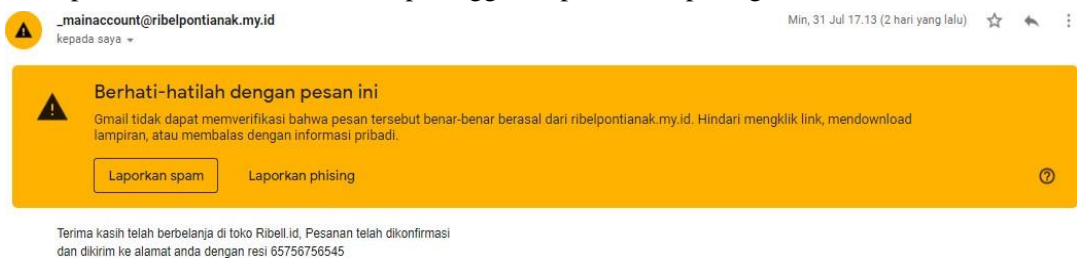 _mainaccount@ribelpontianak.my.id
Min, 31 Jul 17.13 (2 hari yang lalu)
kepada saya
Berhati-hatilah dengan pesan ini
Gmail tidak dapat memverifikasi bahwa pesan tersebut benar-benar berasal dari ribelpontianak.my.id. Hindari mengklik link, mendownload
lampiran, atau membalas dengan informasi pribadi.
Laporkan spam Laporkan phising
Terima kasih telah berbelanja di toko Ribell.id, Pesanan telah dikonfirmasi
dan dikirim ke alamat anda dengan resi 65756756545